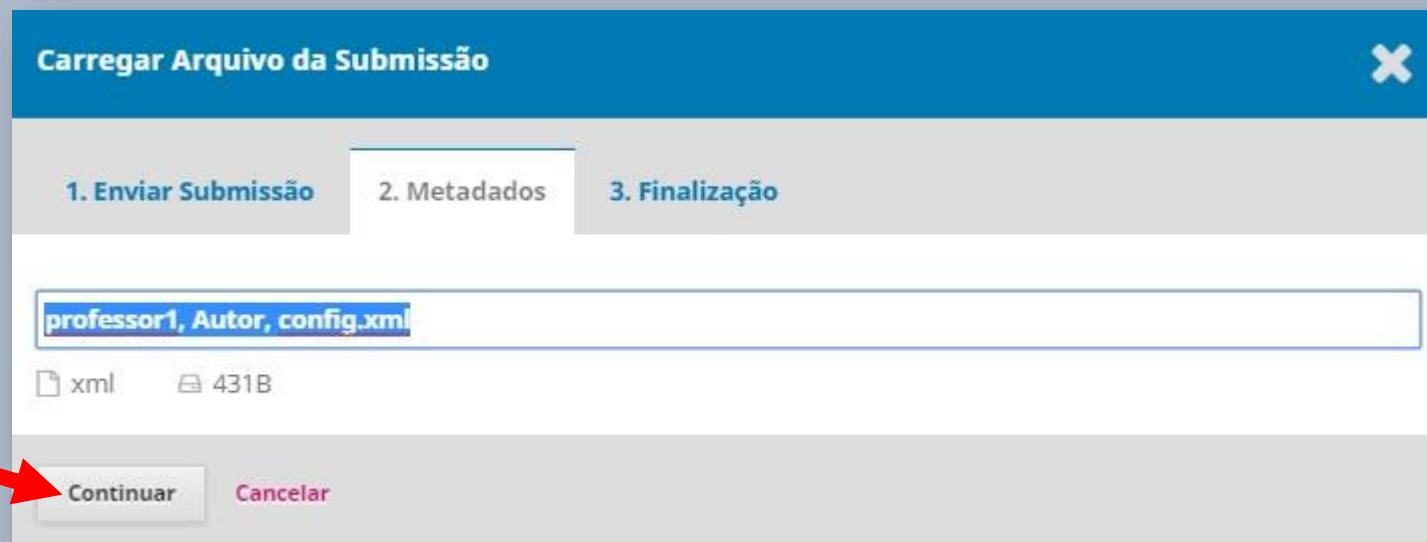 Carregar Arquivo da Submissão
1. Enviar Submissão 2. Metadados 3. Finalização
professor1, Autor, config.xml
xml 431B
Continuar Cancelar